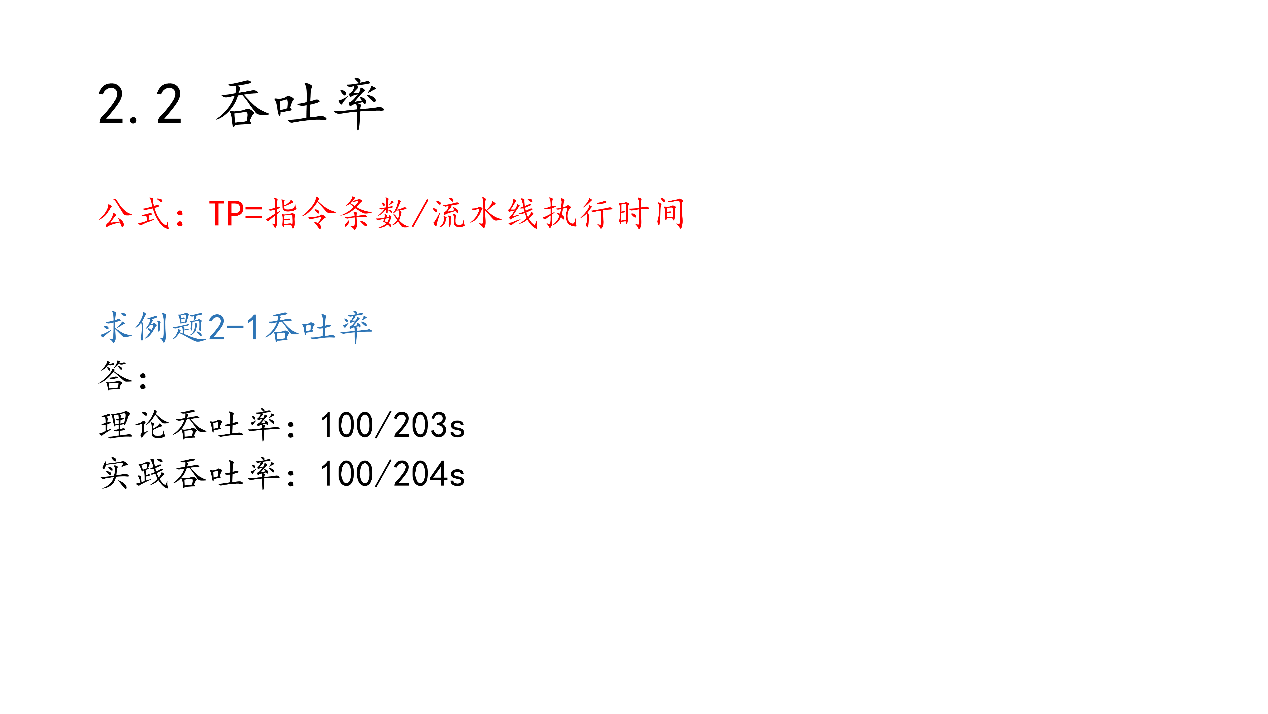 2.2 吞吐率
公式：TP=指令条数/流水线执行时间
求例题2-1吞吐率
答：
理论吞吐率：100/203s
实践吞吐率：100/204s